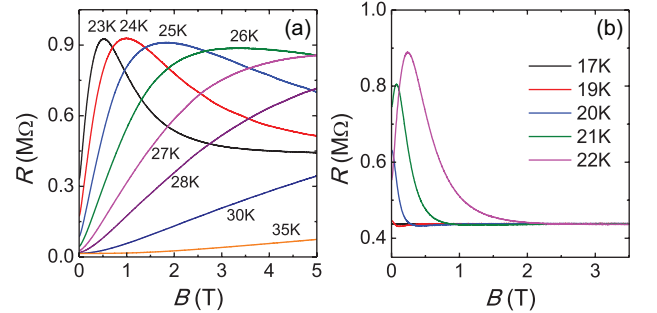 (a)
23K 24K 25K 26K
27K
28K
30K
35K
R (MΩ)
0.9
0.6
0.3
0.0
0 1 2 3 4 5
B (T)
(b)
17K
19K
20K
21K
22K
R (MΩ)
1.0
0.8
0.6
0.4
0 1 2 3
B (T)